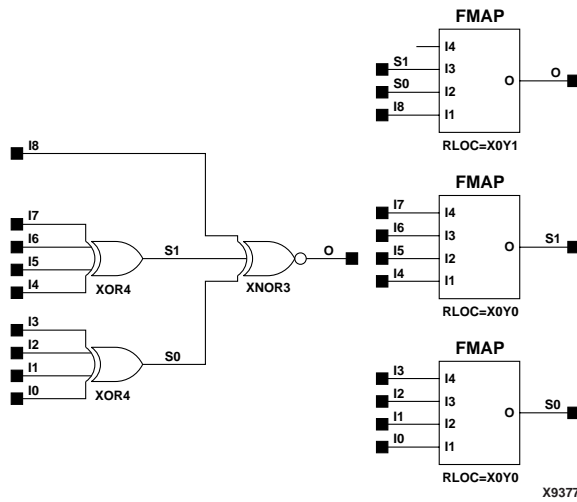 I8
I7
I6
I5
I4
XOR4
S1
I3
I2
I1
I0
XOR4
S0
XNOR3
O
FMAP
I4
S1 I3
S0 I2 O O
I8 I1
RLOC=X0Y1
FMAP
I7 I4
I6 I3 S1
I5 I2 O
I4 I1
RLOC=X0Y0
FMAP
I3 I4
I2 I3 S0
I1 I2 O
I0 I1
RLOC=X0Y0
X9377